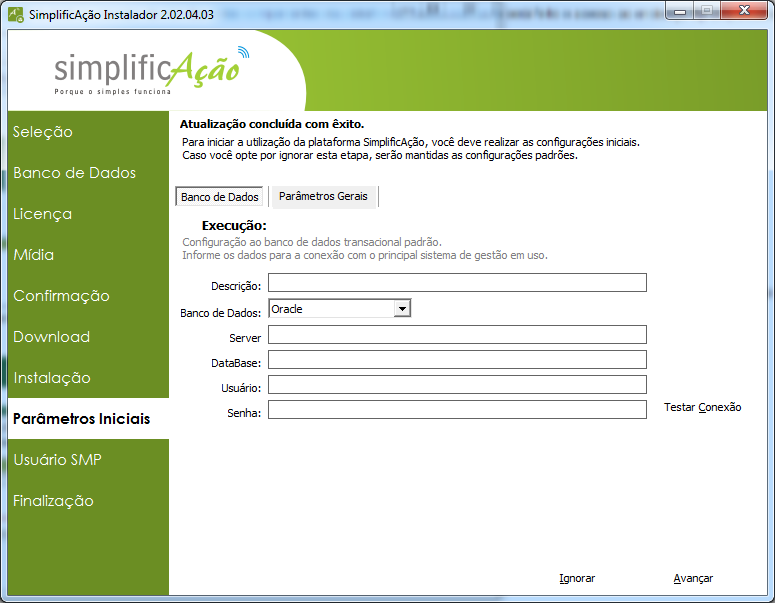 SimplificAção Instalador 2.02.04.03
simplificAção
Porque o simples funciona
Seleção
Banco de Dados
Licença
Mídia
Confirmação
Download
Instalação
Parâmetros Iniciais
Usuário SMP
Finalização
Atualização concluída com êxito.
Para iniciar a utilização da plataforma SimplificAção, você deve realizar as configurações iniciais.
Caso você opte por ignorar esta etapa, serão mantidas as configurações padrões.
Banco de Dados
Parâmetros Gerais
Execução:
Configuração ao banco de dados transacional padrão.
Informe os dados para a conexão com o principal sistema de gestão em uso.
Descrição:
Banco de Dados: Oracle
Server
DataBase:
Usuário:
Senha:
Testar Conexão
Ignorar
Avançar